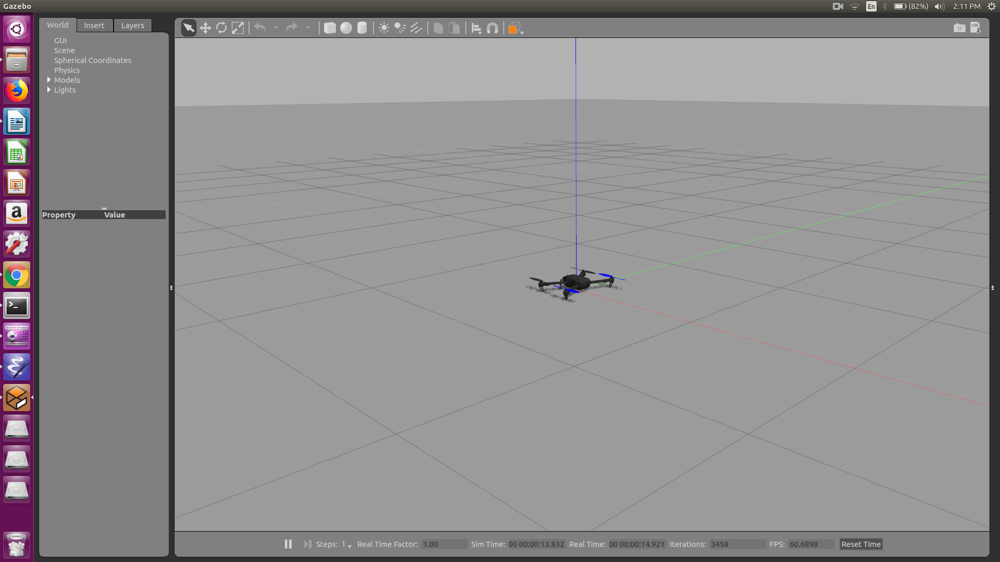 Gazebo
En (82%) 2:11 PM
World Insert Layers
LOG
GUI
Scene
Spherical Coordinates
Physics
Models
Lights
Property Value
a
>_
Steps: 1 Real Time Factor: 1.00 Sim Time: 00 00:00:13.832 Real Time: 00 00:00:14.921 Iterations: 3458 FPS: 60.6898 Reset Time